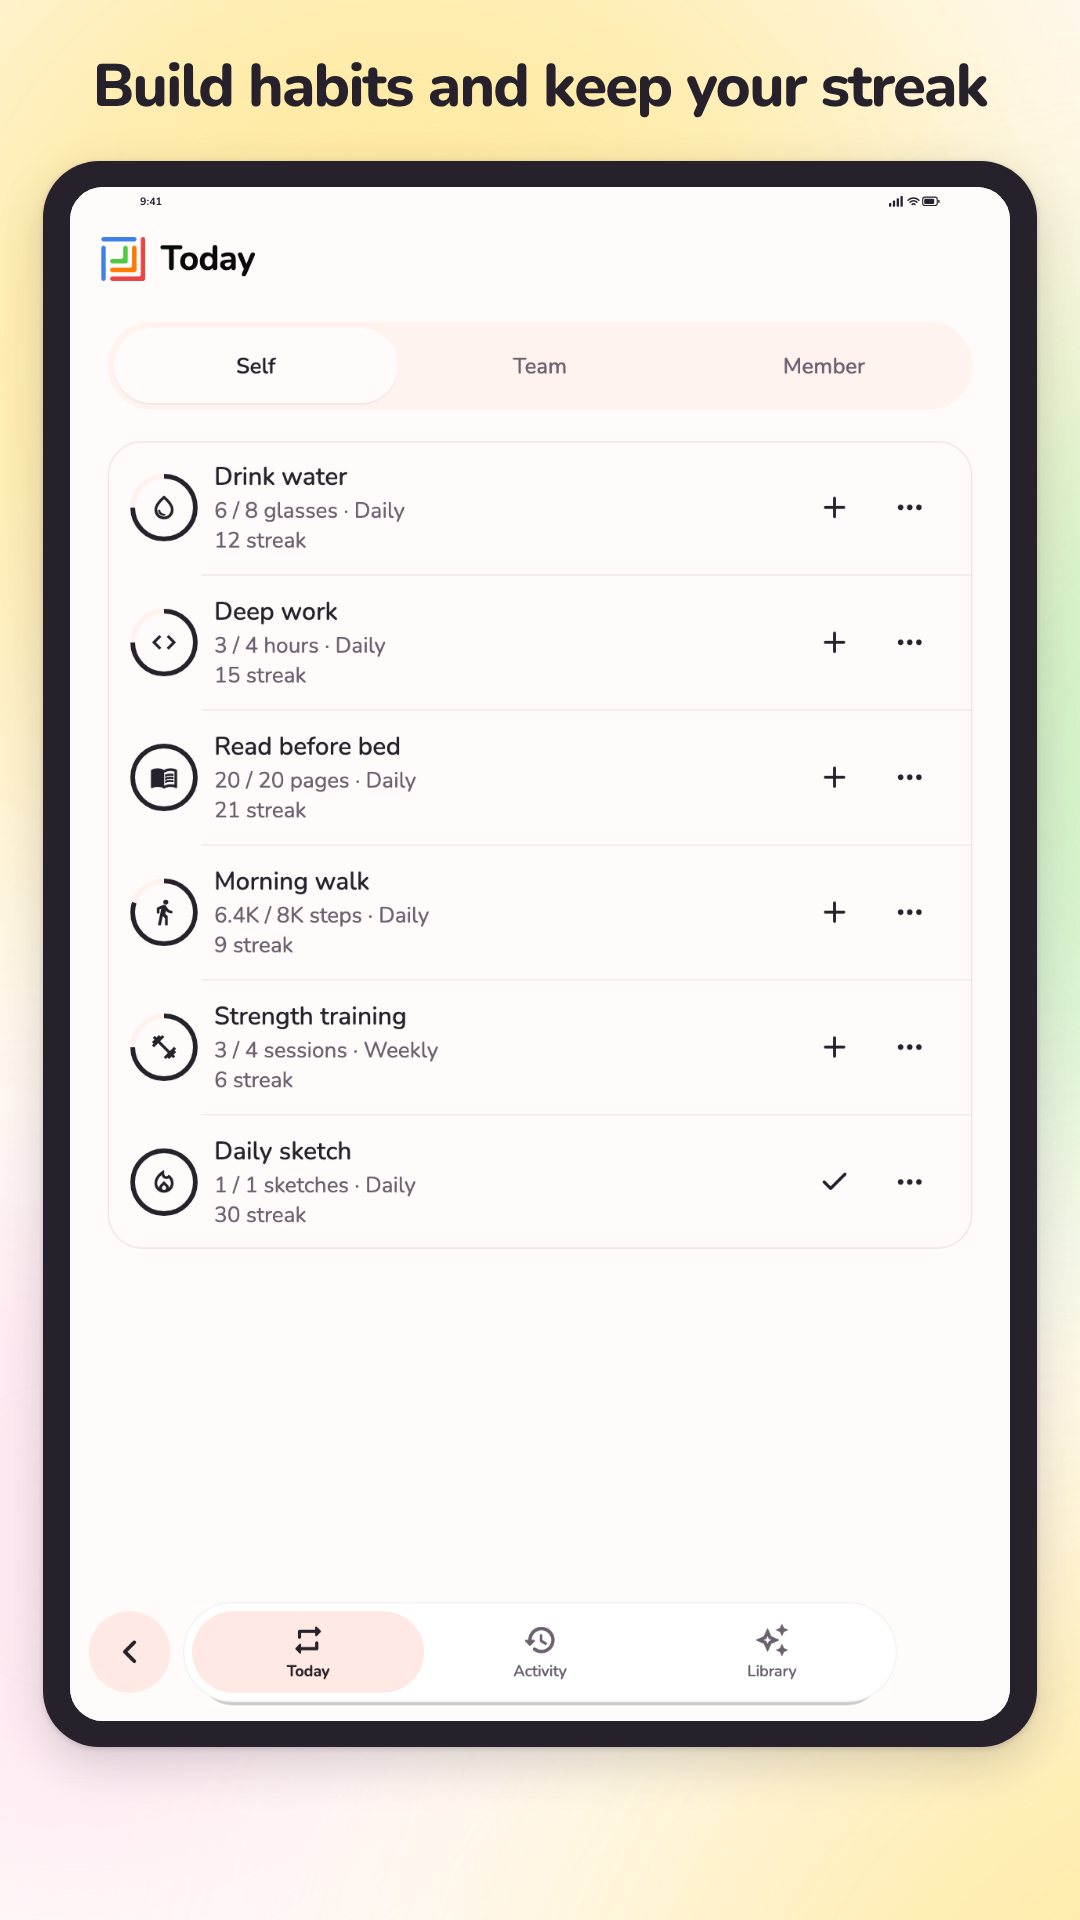 Build habits and keep your streak
9:41
Today
Self
Team
Member
Drink water
6 / 8 glasses · Daily
12 streak
Deep work
3 / 4 hours · Daily
15 streak
Read before bed
20 / 20 pages · Daily
21 streak
Morning walk
6.4K / 8K steps · Daily
9 streak
Strength training
3 / 4 sessions · Weekly
6 streak
Daily sketch
1 / 1 sketches · Daily
30 streak
Today
Activity
Library